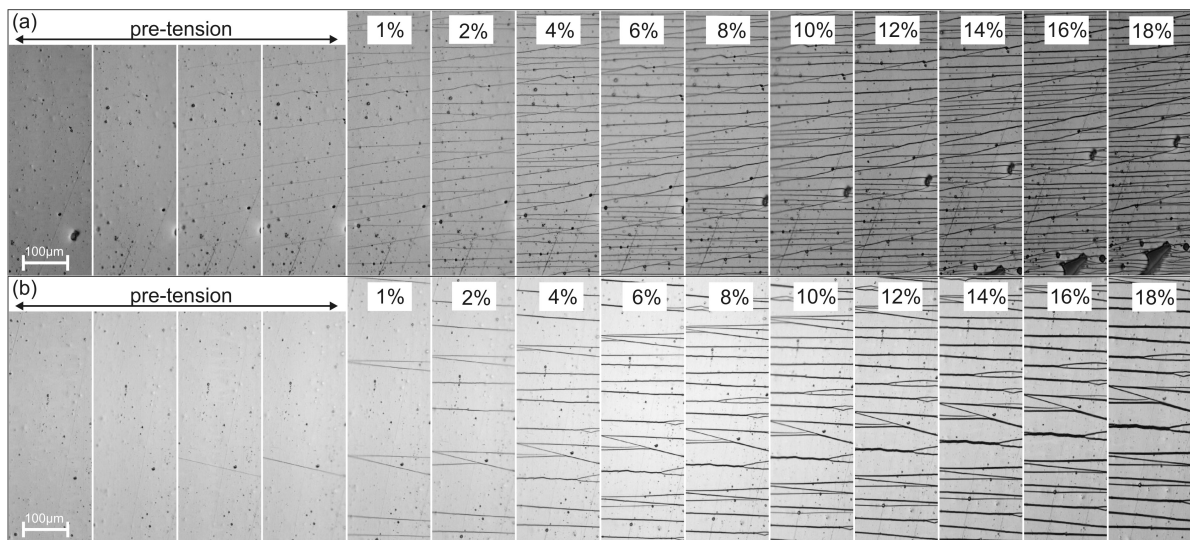 (a)
pre-tension
1% 2% 4% 6% 8% 10% 12% 14% 16% 18%
100µm
(b)
pre-tension
1% 2% 4% 6% 8% 10% 12% 14% 16% 18%
100µm